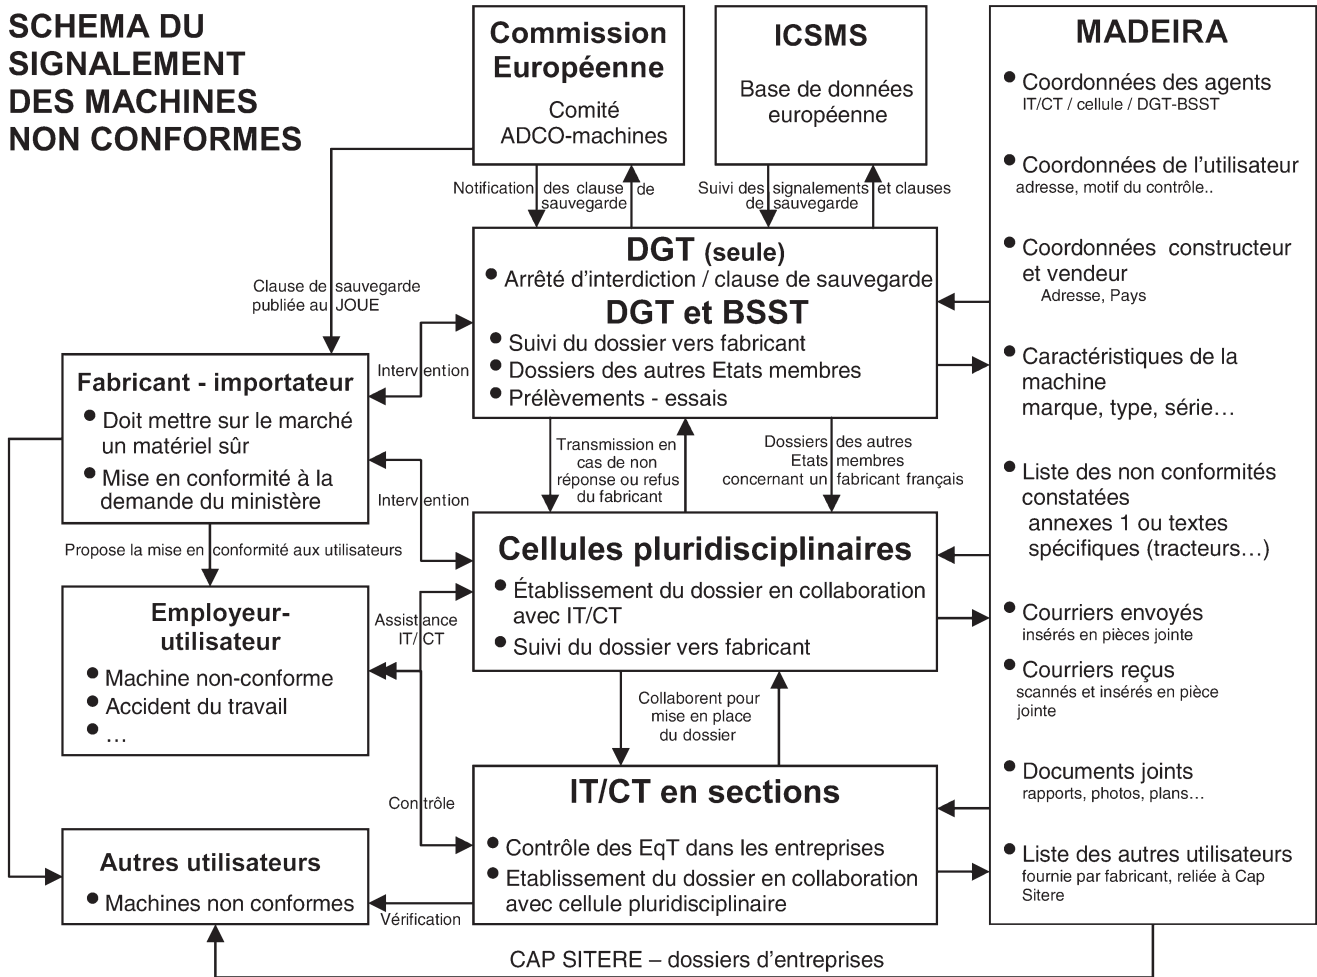 SCHEMA DU
SIGNALEMENT
DES MACHINES
NON CONFORMES
Commission
Européenne
Comité
ADCO-machines
ICSMS
Base de données
européenne
Notification des clause de
sauvegarde
Suivi des signalements et clauses
de sauvegarde
Clause de sauvegarde
publiée au JOUE
DGT (seule)
• Arrêté d'interdiction / clause de sauvegarde
DGT et BSST
• Suivi du dossier vers fabricant
• Dossiers des autres Etats membres
• Prélèvements - essais
Intervention
Fabricant - importateur
• Doit mettre sur le marché
un matériel sûr
• Mise en conformité à la
demande du ministère
Intervention
Transmission en
cas de non
réponse ou refus
du fabricant
Dossiers des autres
Etats membres
concernant un fabricant français
Propose la mise en conformité aux utilisateurs
Cellules pluridisciplinaires
• Établissement du dossier en collaboration
avec IT/CT
• Suivi du dossier vers fabricant
Employeur-
utilisateur
• Machine non-conforme
• Accident du travail
• …
Assistance
IT/ CT
Collaborent pour
mise en place
du dossier
Contrôle
IT/CT en sections
• Contrôle des EqT dans les entreprises
• Etablissement du dossier en collaboration
avec cellule pluridisciplinaire
Autres utilisateurs
• Machines non conformes
Vérification
CAP SITERE – dossiers d'entreprises
MADEIRA
• Coordonnées des agents
IT/CT / cellule / DGT-BSST
• Coordonnées de l'utilisateur
adresse, motif du contrôle..
• Coordonnées constructeur
et vendeur
Adresse, Pays
• Caractéristiques de la
machine
marque, type, série…
• Liste des non conformités
constatées
annexes 1 ou textes
spécifiques (tracteurs…)
• Courriers envoyés
insérés en pièces jointe
• Courriers reçus
scannés et insérés en pièce
jointe
• Documents joints
rapports, photos, plans…
• Liste des autres utilisateurs
fournie par fabricant, reliée à Cap
Sitere